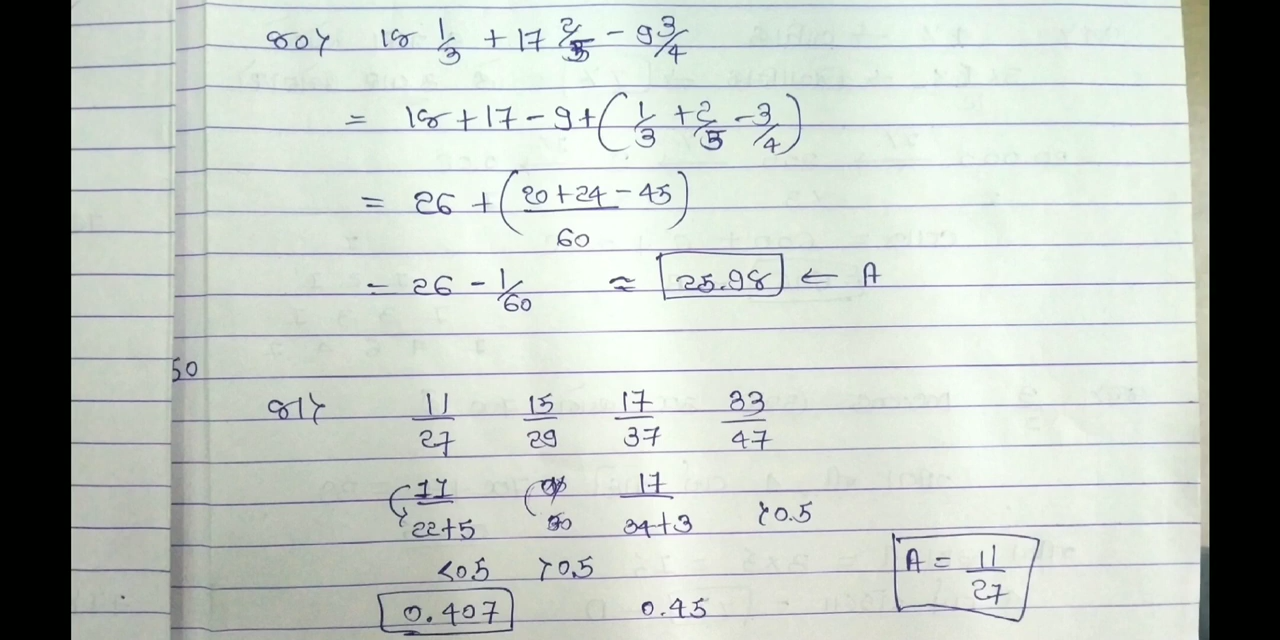 80) 18 1/3 + 17 2/5 - 9 3/4
= 18 + 17 - 9 + (1/3 + 2/5 - 3/4)
= 26 + (20 + 24 - 45)/60
= 26 - 1/60 ≈ 25.98 ← A
50
81) 11/27 15/29 17/37 33/47
11/22+5 17/34+3 >0.5
<0.5 >0.5
0.407 0.45
A = 11/27